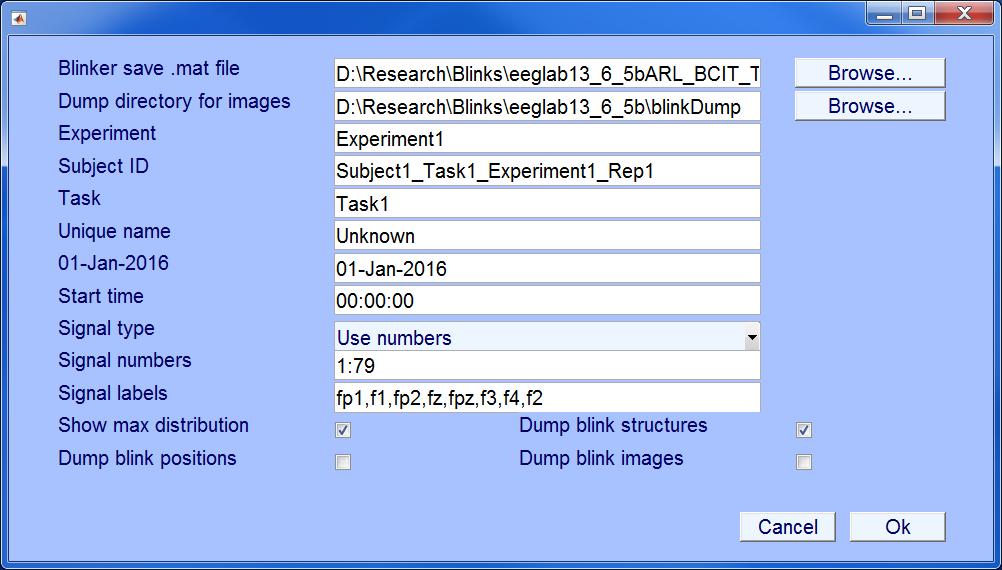 Blinker save .mat file D:\Research\Blinks\eeglab13_6_5bARL_BCIT_T Browse...
Dump directory for images D:\Research\Blinks\eeglab13_6_5b\blinkDump Browse...
Experiment Experiment1
Subject ID Subject1_Task1_Experiment1_Rep1
Task Task1
Unique name Unknown
01-Jan-2016 01-Jan-2016
Start time 00:00:00
Signal type Use numbers
Signal numbers 1:79
Signal labels fp1,f1,fp2,fz,fpz,f3,f4,f2
Show max distribution Dump blink structures
Dump blink positions Dump blink images
Cancel Ok